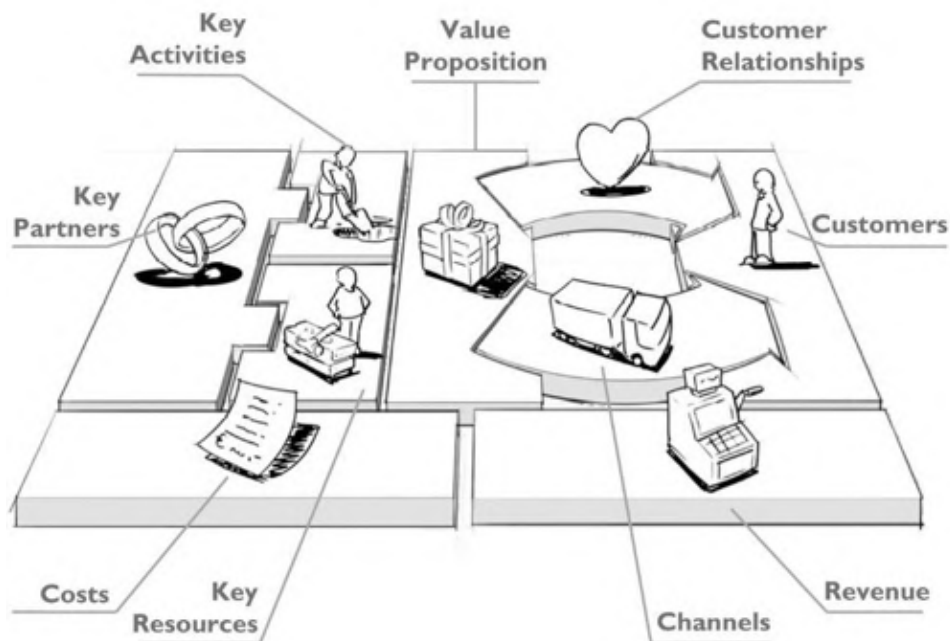 Key
Activities
Value
Proposition
Customer
Relationships
Key
Partners
Customers
Costs
Key
Resources
Channels
Revenue